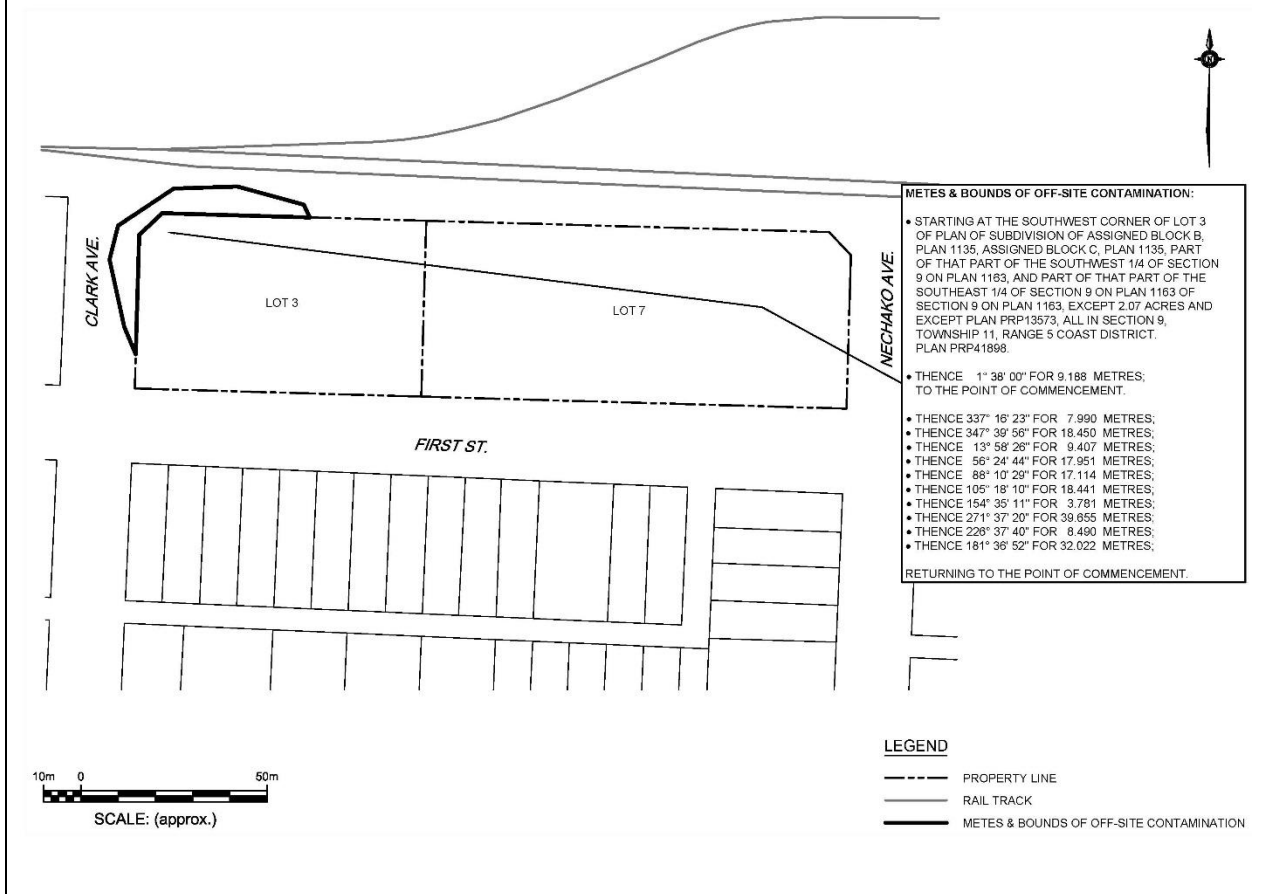 N
METES & BOUNDS OF OFF-SITE CONTAMINATION:
• STARTING AT THE SOUTHWEST CORNER OF LOT 3
OF PLAN OF SUBDIVISION OF ASSIGNED BLOCK B,
PLAN 1135, ASSIGNED BLOCK C, PLAN 1135, PART
OF THAT PART OF THE SOUTHWEST 1/4 OF SECTION
9 ON PLAN 1163, AND PART OF THAT PART OF THE
SOUTHEAST 1/4 OF SECTION 9 ON PLAN 1163 OF
SECTION 9 ON PLAN 1163, EXCEPT 2.07 ACRES AND
EXCEPT PLAN PRP13573, ALL IN SECTION 9,
TOWNSHIP 11, RANGE 5 COAST DISTRICT.
PLAN PRP41898.
• THENCE 1° 38' 00" FOR 9.188 METRES;
TO THE POINT OF COMMENCEMENT.
• THENCE 337° 16' 23" FOR 7.990 METRES;
• THENCE 347° 39' 56" FOR 18.450 METRES;
• THENCE 13° 58' 26" FOR 9.407 METRES;
• THENCE 56° 24' 44" FOR 17.951 METRES;
• THENCE 88° 10' 29" FOR 17.114 METRES;
• THENCE 105° 18' 10" FOR 18.441 METRES;
• THENCE 154° 35' 11" FOR 3.781 METRES;
• THENCE 271° 37' 20" FOR 39.655 METRES;
• THENCE 226° 37' 40" FOR 8.490 METRES;
• THENCE 181° 36' 52" FOR 32.022 METRES;
RETURNING TO THE POINT OF COMMENCEMENT.
CLARK AVE.
LOT 3
LOT 7
NECHAKO AVE.
FIRST ST.
10m 0 50m
SCALE: (approx.)
LEGEND
PROPERTY LINE
RAIL TRACK
METES & BOUNDS OF OFF-SITE CONTAMINATION